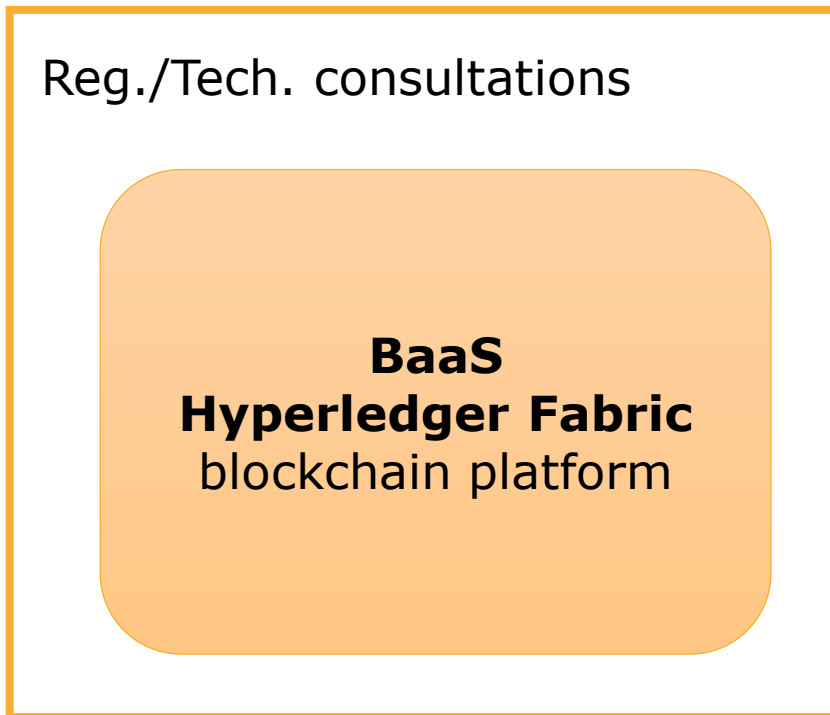 Reg./Tech. consultations
BaaS
Hyperledger Fabric
blockchain platform